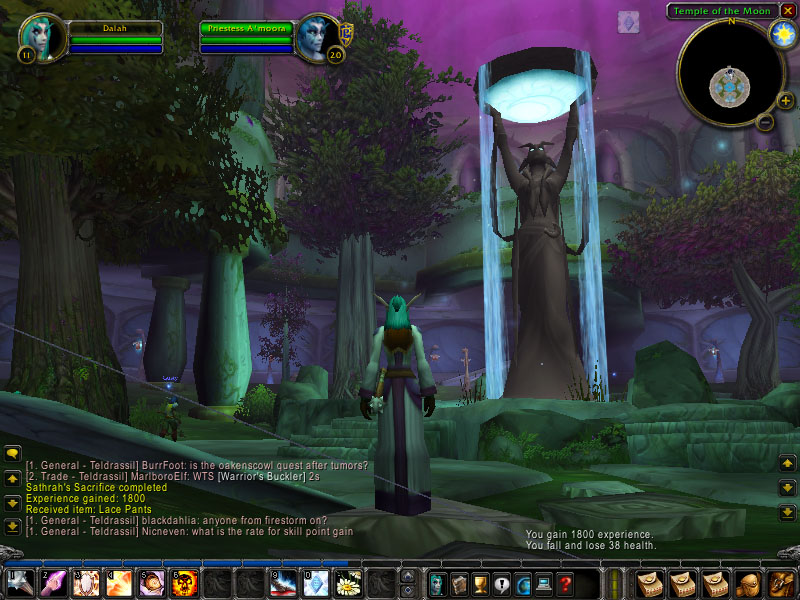 Dalah
11
Priestess A'moora
20
Temple of the Moon
N
Lusey
[1. General - Teldrassil] BurrFoot: is the oakenscowl quest after tumors?
[2. Trade - Teldrassil] MarlboroElf: WTS [Warrior's Buckler] 2s
Sathrah's Sacrifice completed
Experience gained: 1800
Received item: Lace Pants
[1. General - Teldrassil] blackdahlia: anyone from firestorm on?
[1. General - Teldrassil] Nicneven: what is the rate for skill point gain
You gain 1800 experience.
You fall and lose 38 health.